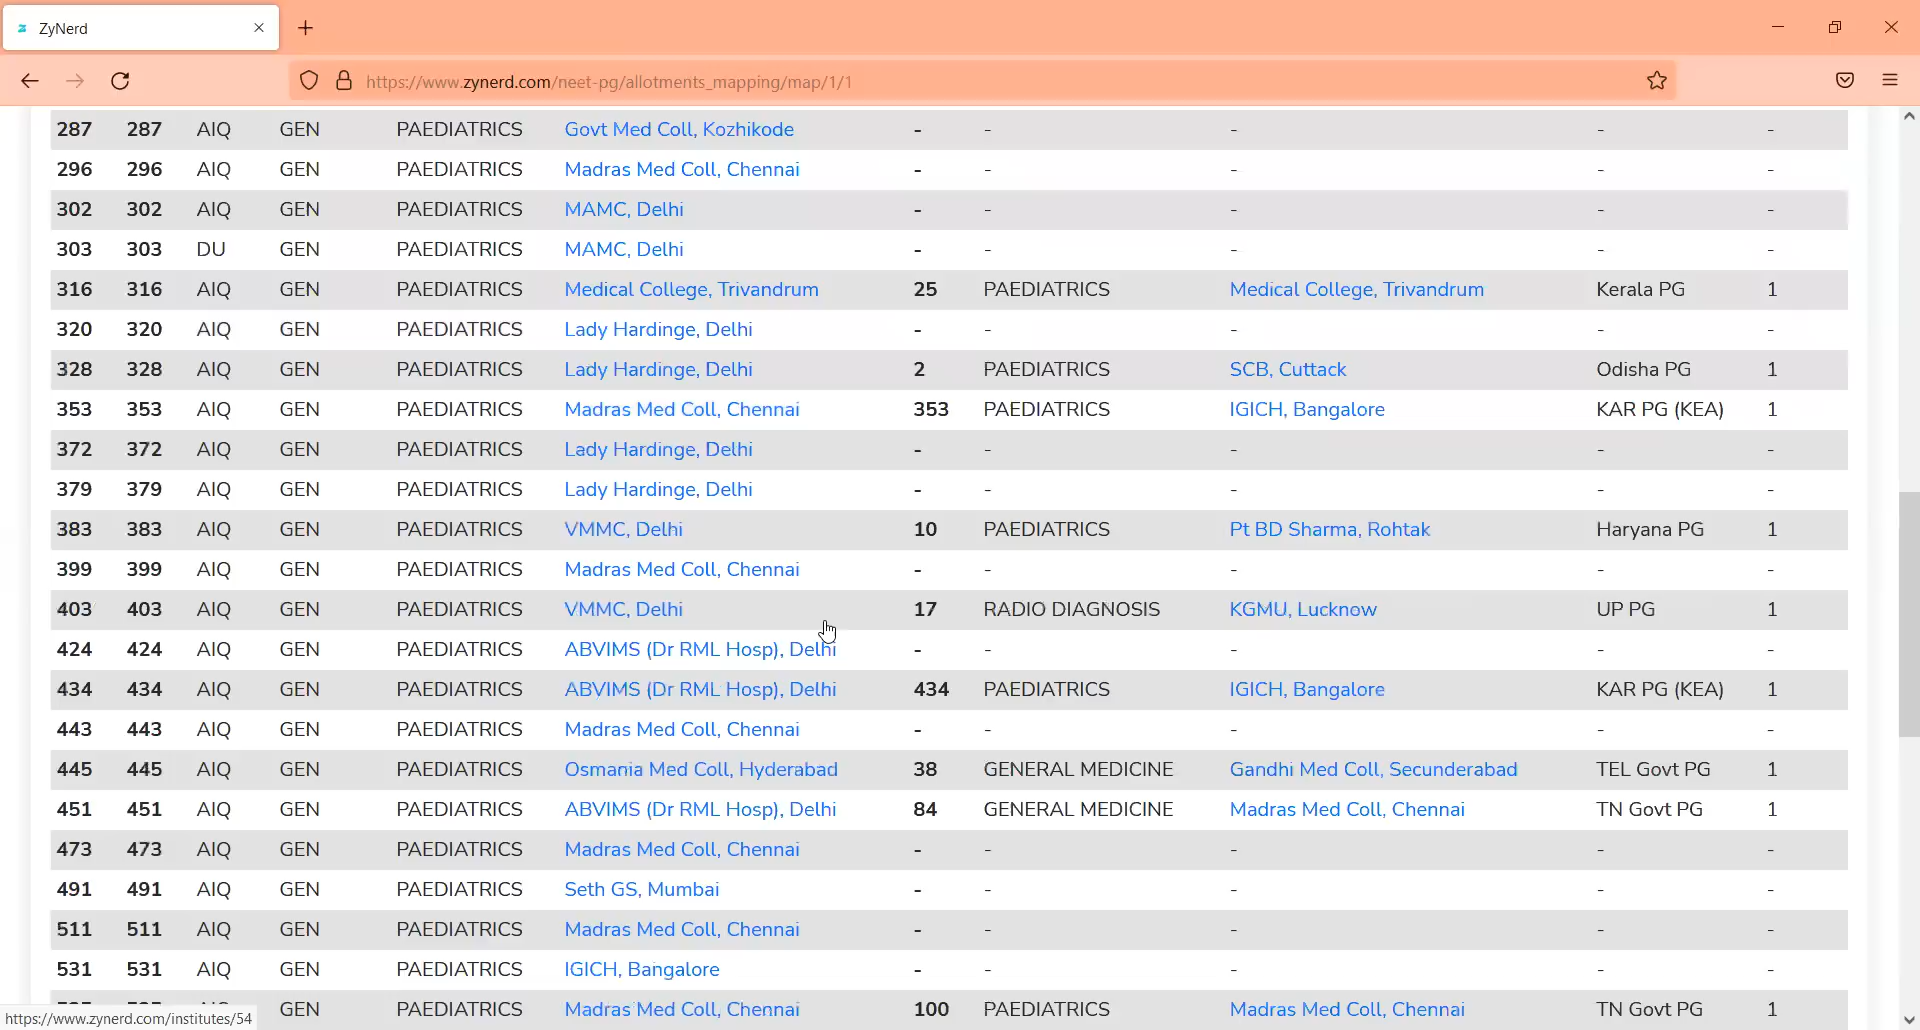 ZyNerd
https://www.zynerd.com/neet-pg/allotments_mapping/map/1/1
287 287 AIQ GEN PAEDIATRICS Govt Med Coll, Kozhikode - - - - -
296 296 AIQ GEN PAEDIATRICS Madras Med Coll, Chennai - - - - -
302 302 AIQ GEN PAEDIATRICS MAMC, Delhi - - - - -
303 303 DU GEN PAEDIATRICS MAMC, Delhi - - - - -
316 316 AIQ GEN PAEDIATRICS Medical College, Trivandrum 25 PAEDIATRICS Medical College, Trivandrum Kerala PG 1
320 320 AIQ GEN PAEDIATRICS Lady Hardinge, Delhi - - - - -
328 328 AIQ GEN PAEDIATRICS Lady Hardinge, Delhi 2 PAEDIATRICS SCB, Cuttack Odisha PG 1
353 353 AIQ GEN PAEDIATRICS Madras Med Coll, Chennai 353 PAEDIATRICS IGICH, Bangalore KAR PG (KEA) 1
372 372 AIQ GEN PAEDIATRICS Lady Hardinge, Delhi - - - - -
379 379 AIQ GEN PAEDIATRICS Lady Hardinge, Delhi - - - - -
383 383 AIQ GEN PAEDIATRICS VMMC, Delhi 10 PAEDIATRICS Pt BD Sharma, Rohtak Haryana PG 1
399 399 AIQ GEN PAEDIATRICS Madras Med Coll, Chennai - - - - -
403 403 AIQ GEN PAEDIATRICS VMMC, Delhi 17 RADIO DIAGNOSIS KGMU, Lucknow UP PG 1
424 424 AIQ GEN PAEDIATRICS ABVIMS (Dr RML Hosp), Delhi - - - - -
434 434 AIQ GEN PAEDIATRICS ABVIMS (Dr RML Hosp), Delhi 434 PAEDIATRICS IGICH, Bangalore KAR PG (KEA) 1
443 443 AIQ GEN PAEDIATRICS Madras Med Coll, Chennai - - - - -
445 445 AIQ GEN PAEDIATRICS Osmania Med Coll, Hyderabad 38 GENERAL MEDICINE Gandhi Med Coll, Secunderabad TEL Govt PG 1
451 451 AIQ GEN PAEDIATRICS ABVIMS (Dr RML Hosp), Delhi 84 GENERAL MEDICINE Madras Med Coll, Chennai TN Govt PG 1
473 473 AIQ GEN PAEDIATRICS Madras Med Coll, Chennai - - - - -
491 491 AIQ GEN PAEDIATRICS Seth GS, Mumbai - - - - -
511 511 AIQ GEN PAEDIATRICS Madras Med Coll, Chennai - - - - -
531 531 AIQ GEN PAEDIATRICS IGICH, Bangalore - - - - -
GEN PAEDIATRICS Madras Med Coll, Chennai 100 PAEDIATRICS Madras Med Coll, Chennai TN Govt PG 1
https://www.zynerd.com/institutes/54